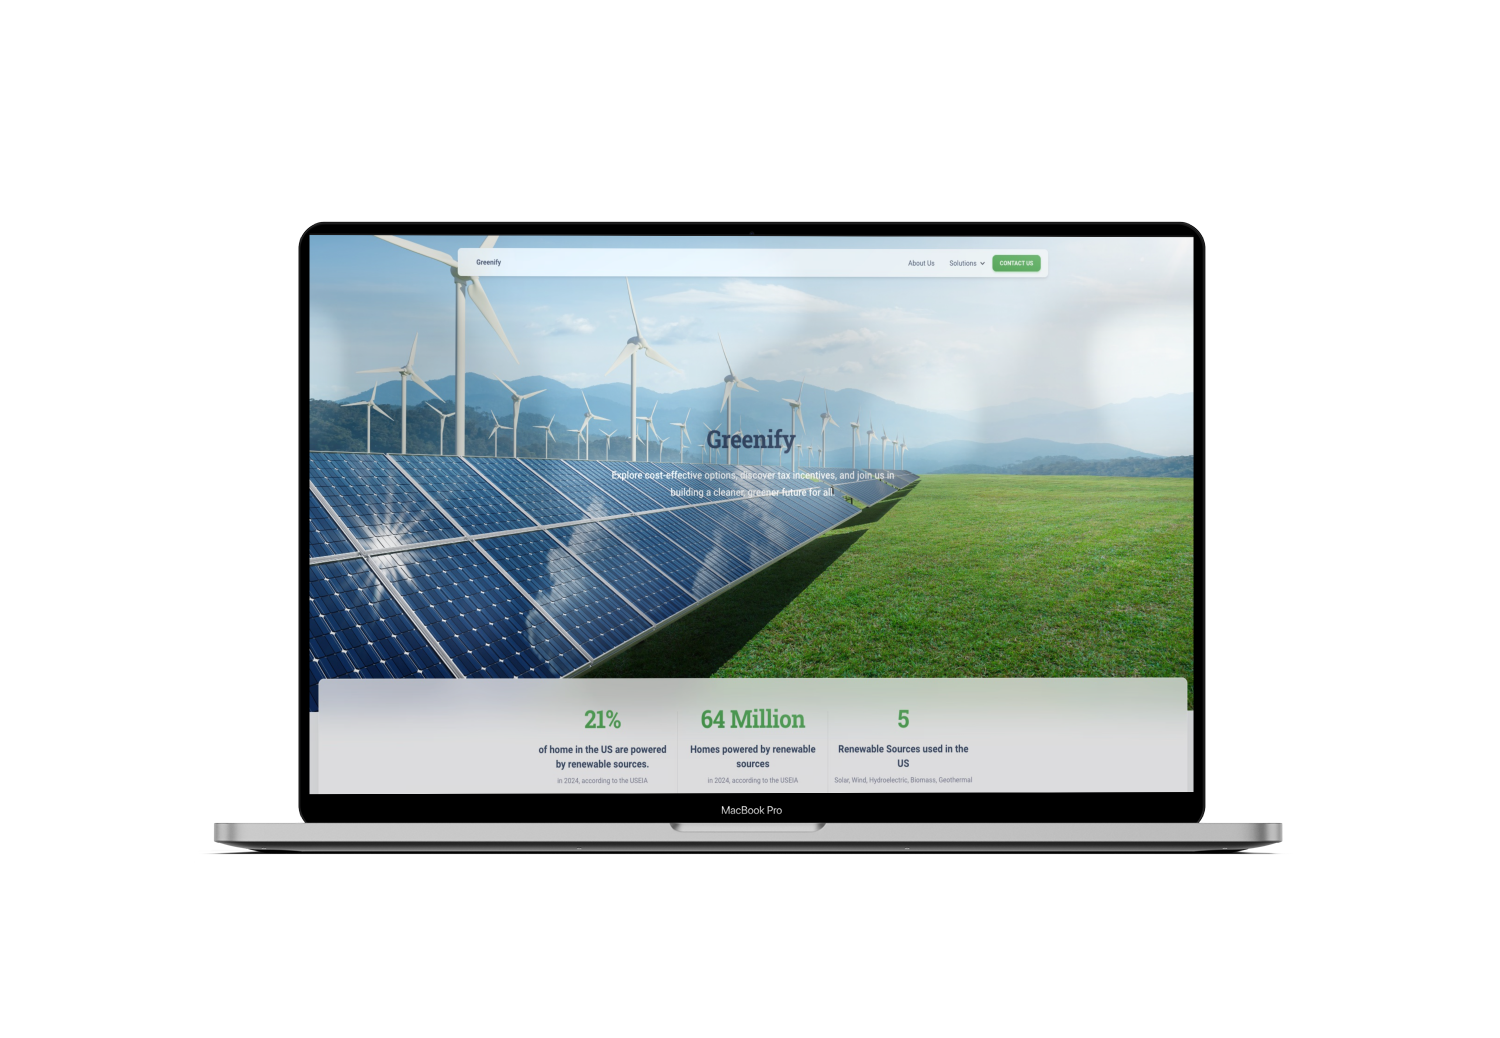 Greenify
About Us
Solutions
CONTACT US
Greenify
Explore cost-effective options, discover tax incentives, and join us in
building a cleaner, greener future for all.
21%
of home in the US are powered
by renewable sources.
in 2024, according to the USEIA
64 Million
Homes powered by renewable
sources
in 2024, according to the USEIA
5
Renewable Sources used in the
US
Solar, Wind, Hydroelectric, Biomass, Geothermal
MacBook Pro